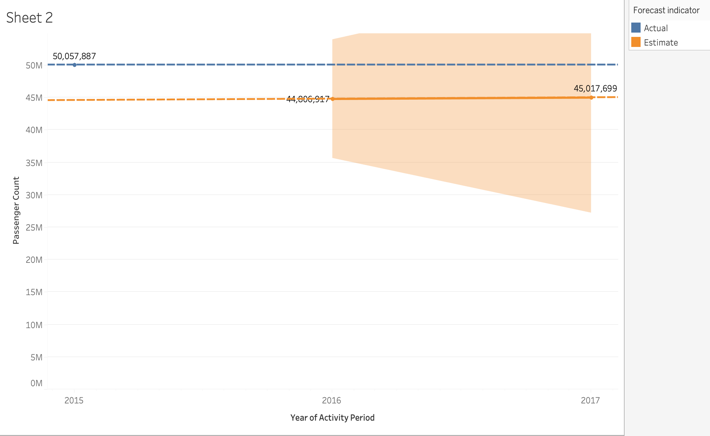 Sheet 2
Forecast indicator
Actual
Estimate
50,057,887
44,806,917
45,017,699
50M
45M
40M
35M
30M
25M
20M
15M
10M
5M
0M
Passenger Count
2015
2016
2017
Year of Activity Period